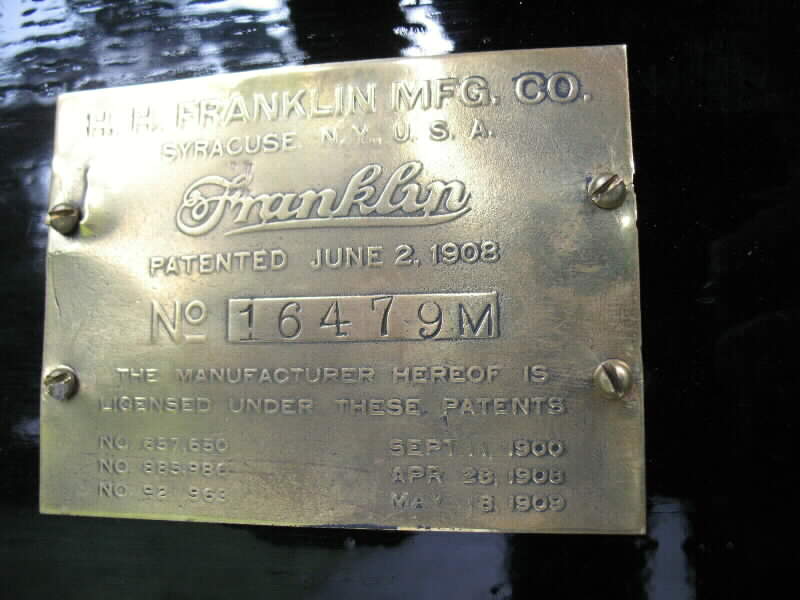 H. H. FRANKLIN MFG. CO.
SYRACUSE. N.Y., U. S. A.
Franklin
PATENTED JUNE 2, 1908
No 16479M
THE MANUFACTURER HEREOF IS
LICENSED UNDER THESE PATENTS
NO. 657,650 SEPT. 11, 1900
NO. 885,986 APR. 28, 1908
NO. MAY 18, 1909